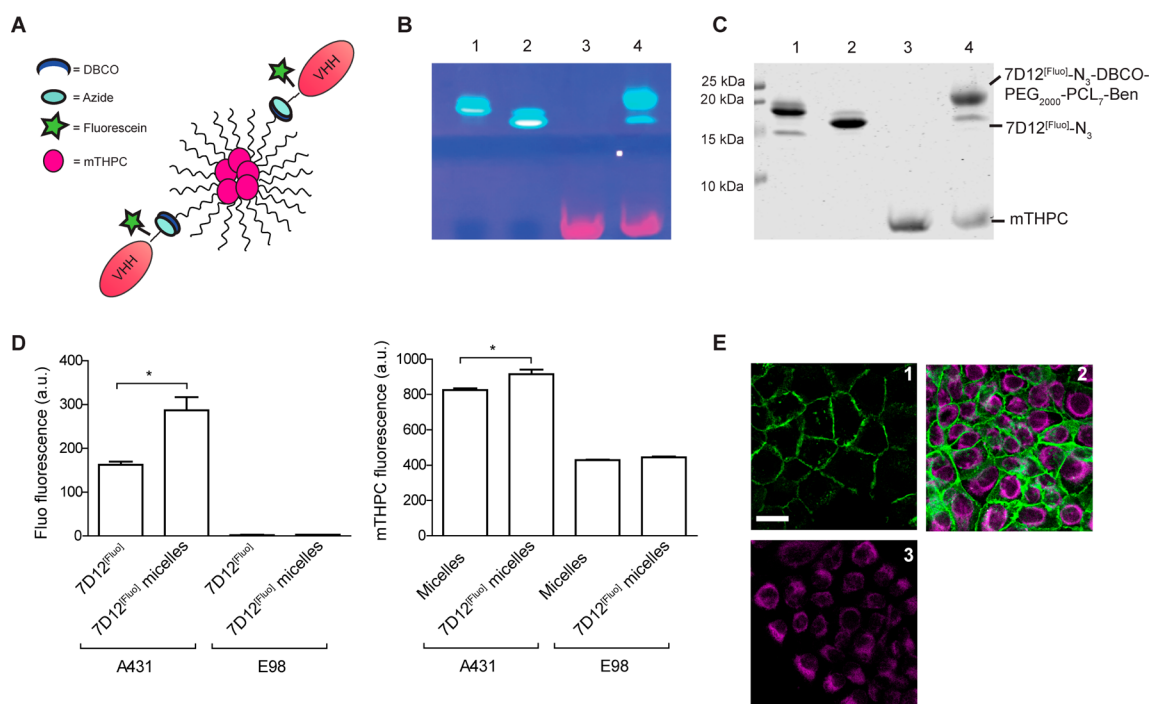 A
= DBCO
= Azide
= Fluorescein
= mTHPC
VHH
VHH
B
1 2 3 4
C
1 2 3 4
25 kDa
20 kDa
15 kDa
10 kDa
7D12[Fluo]-N3-DBCO-
PEG2000-PCL7-Ben
7D12[Fluo]-N3
mTHPC
D
Fluo fluorescence (a.u.)
400
300
200
100
0
*
7D12[Fluo]
7D12[Fluo] micelles
7D12[Fluo]
7D12[Fluo] micelles
A431
E98
mTHPC fluorescence (a.u.)
1000
800
600
400
200
0
*
Micelles
7D12[Fluo] micelles
Micelles
7D12[Fluo] micelles
A431
E98
E
1
2
3